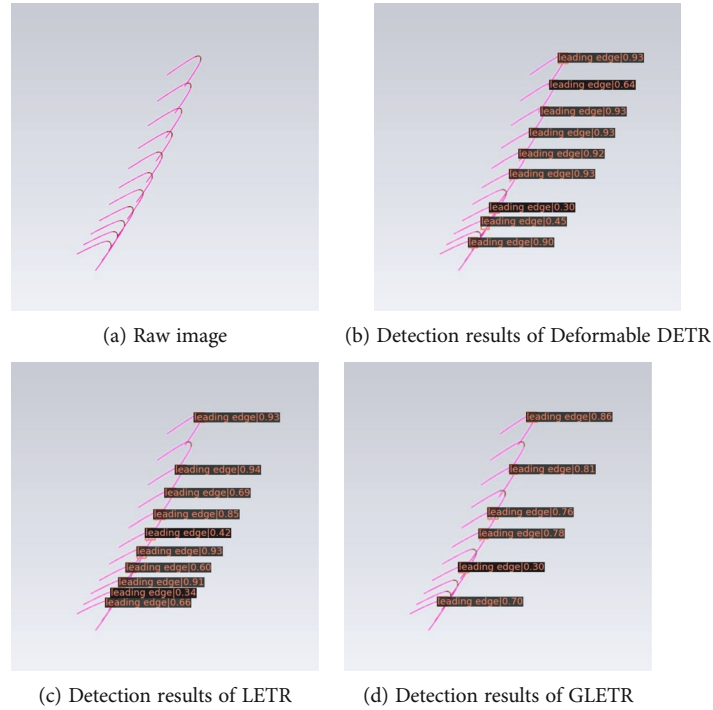 leading edge|0.93
leading edge|0.64
leading edge|0.93
leading edge|0.93
leading edge|0.92
leading edge|0.93
leading edge|0.30
leading edge|0.45
leading edge|0.90
(a) Raw image
(b) Detection results of Deformable DETR
leading edge|0.93
leading edge|0.94
leading edge|0.69
leading edge|0.85
leading edge|0.42
leading edge|0.93
leading edge|0.60
leading edge|0.91
leading edge|0.34
leading edge|0.66
leading edge|0.86
leading edge|0.81
leading edge|0.76
leading edge|0.78
leading edge|0.30
leading edge|0.70
(c) Detection results of LETR
(d) Detection results of GLETR